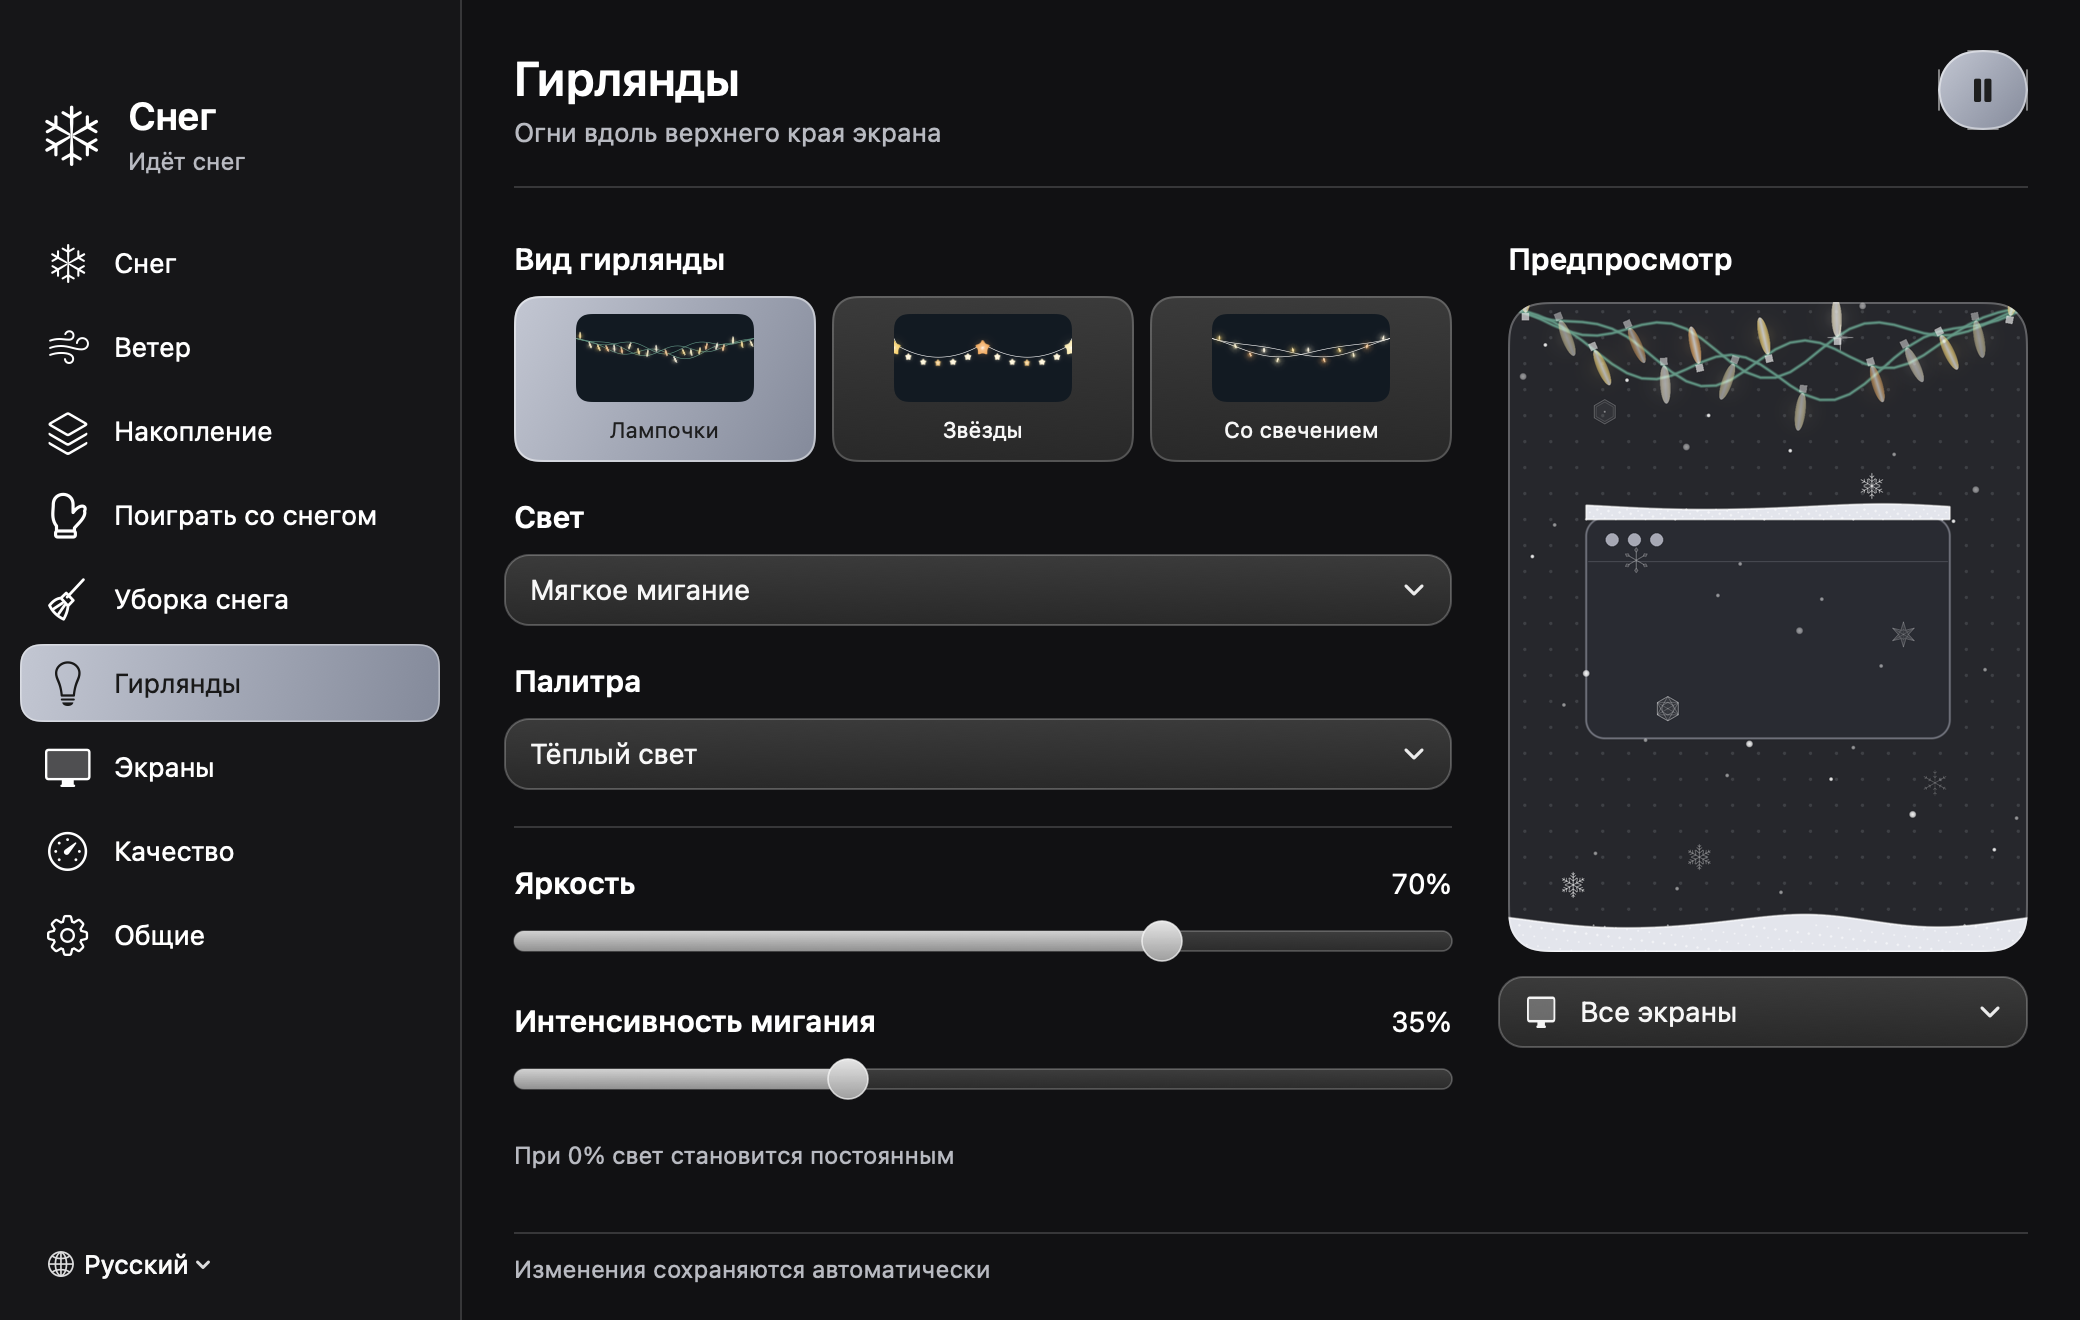 Снег
Идёт снег
Снег
Ветер
Накопление
Поиграть со снегом
Уборка снега
Гирлянды
Экраны
Качество
Общие
Русский
Гирлянды
Огни вдоль верхнего края экрана
Вид гирлянды
Лампочки
Звёзды
Со свечением
Свет
Мягкое мигание
Палитра
Тёплый свет
Яркость
70%
Интенсивность мигания
35%
При 0% свет становится постоянным
Предпросмотр
Все экраны
Изменения сохраняются автоматически